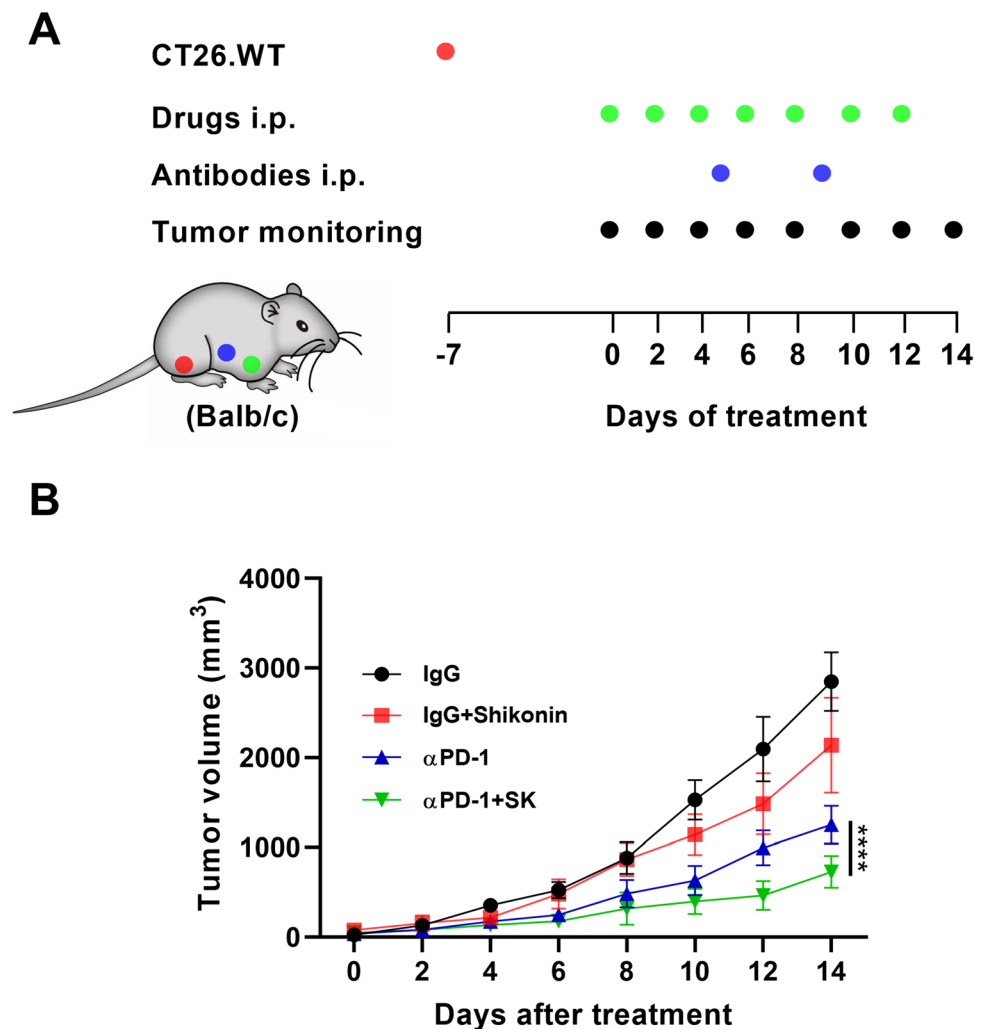 A
CT26.WT
Drugs i.p.
Antibodies i.p.
Tumor monitoring
-7 0 2 4 6 8 10 12 14
(Balb/c)
Days of treatment
B
Tumor volume (mm³)
4000
3000
2000
1000
0
IgG
IgG+Shikonin
αPD-1
αPD-1+SK
****
0 2 4 6 8 10 12 14
Days after treatment